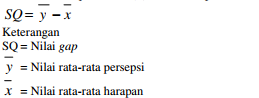 SQ = y̅ − x̅
Keterangan
SQ = Nilai gap
y̅ = Nilai rata-rata persepsi
x̅ = Nilai rata-rata harapan